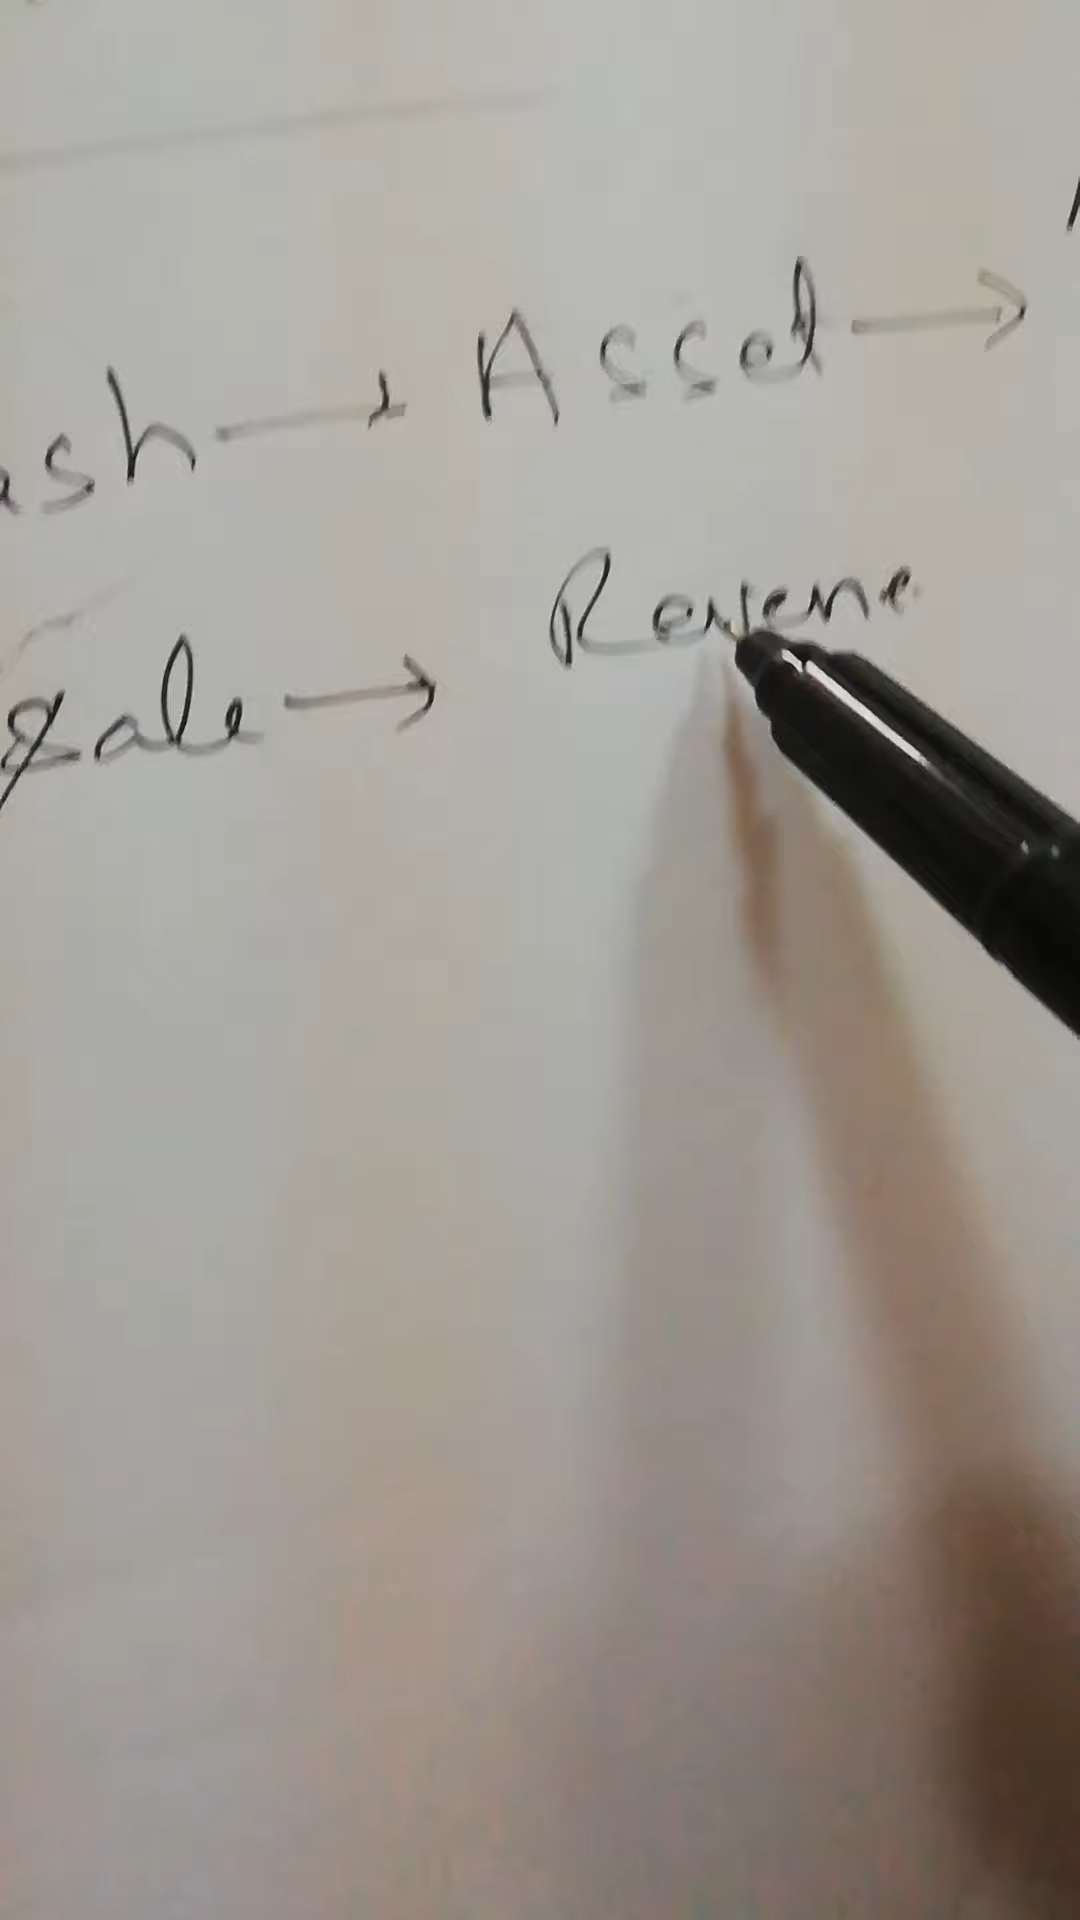 ash → Asset →
Sale → Revene